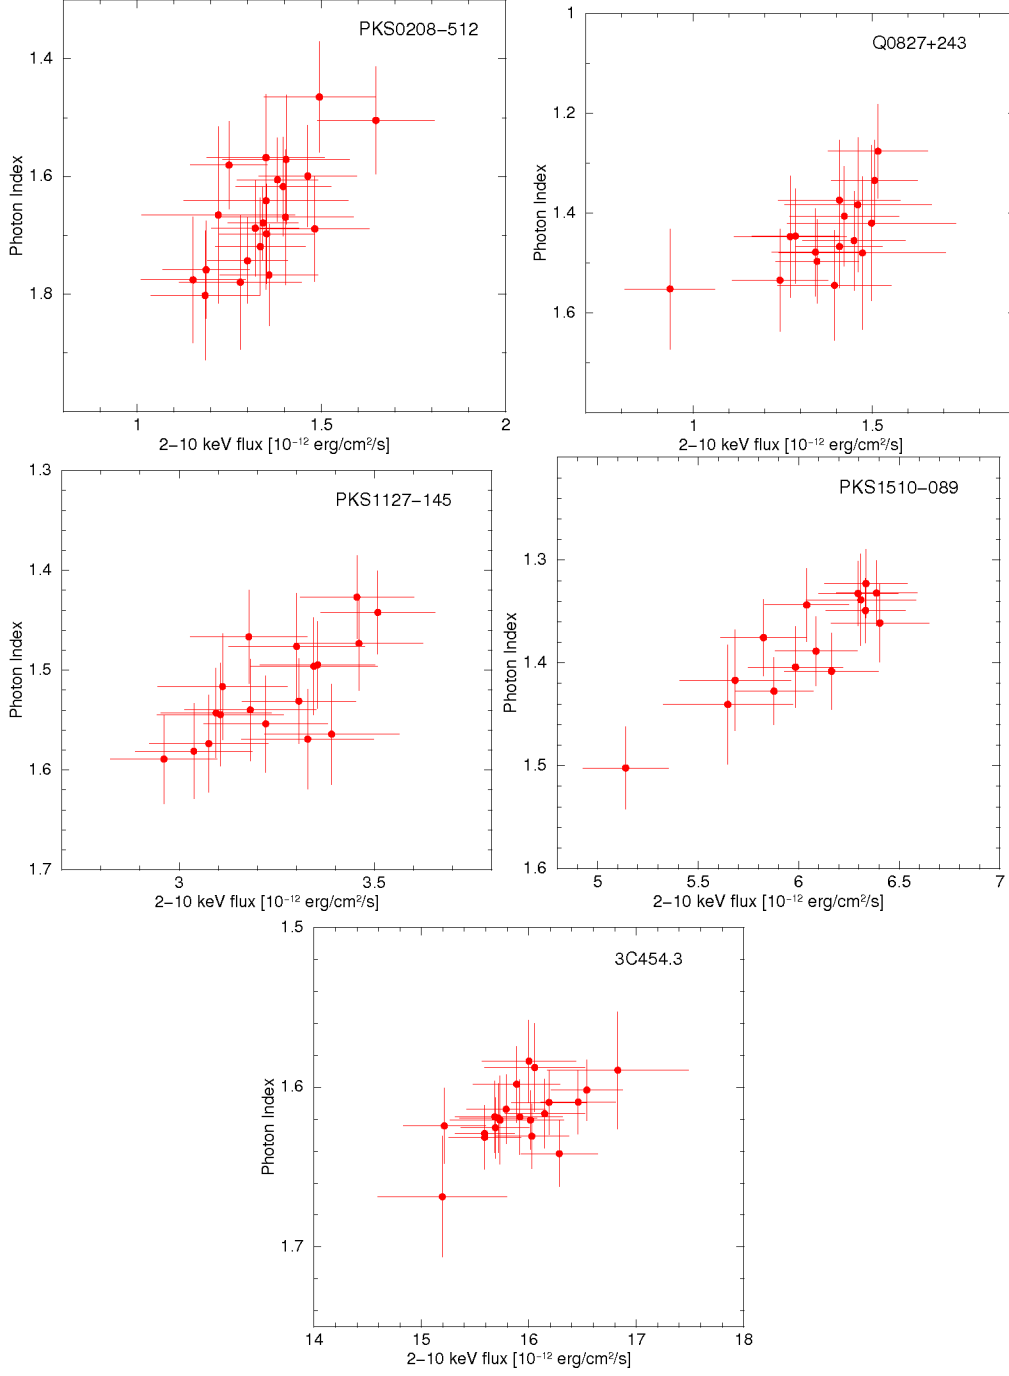 PKS0208−512
1.4
1.6
1.8
Photon Index
1
1.5
2
2−10 keV flux [10⁻¹² erg/cm²/s]
Q0827+243
1
1.2
1.4
1.6
Photon Index
1
1.5
2−10 keV flux [10⁻¹² erg/cm²/s]
PKS1127−145
1.3
1.4
1.5
1.6
1.7
Photon Index
3
3.5
2−10 keV flux [10⁻¹² erg/cm²/s]
PKS1510−089
1.3
1.4
1.5
1.6
Photon Index
5
5.5
6
6.5
7
2−10 keV flux [10⁻¹² erg/cm²/s]
3C454.3
1.5
1.6
1.7
Photon Index
14
15
16
17
18
2−10 keV flux [10⁻¹² erg/cm²/s]